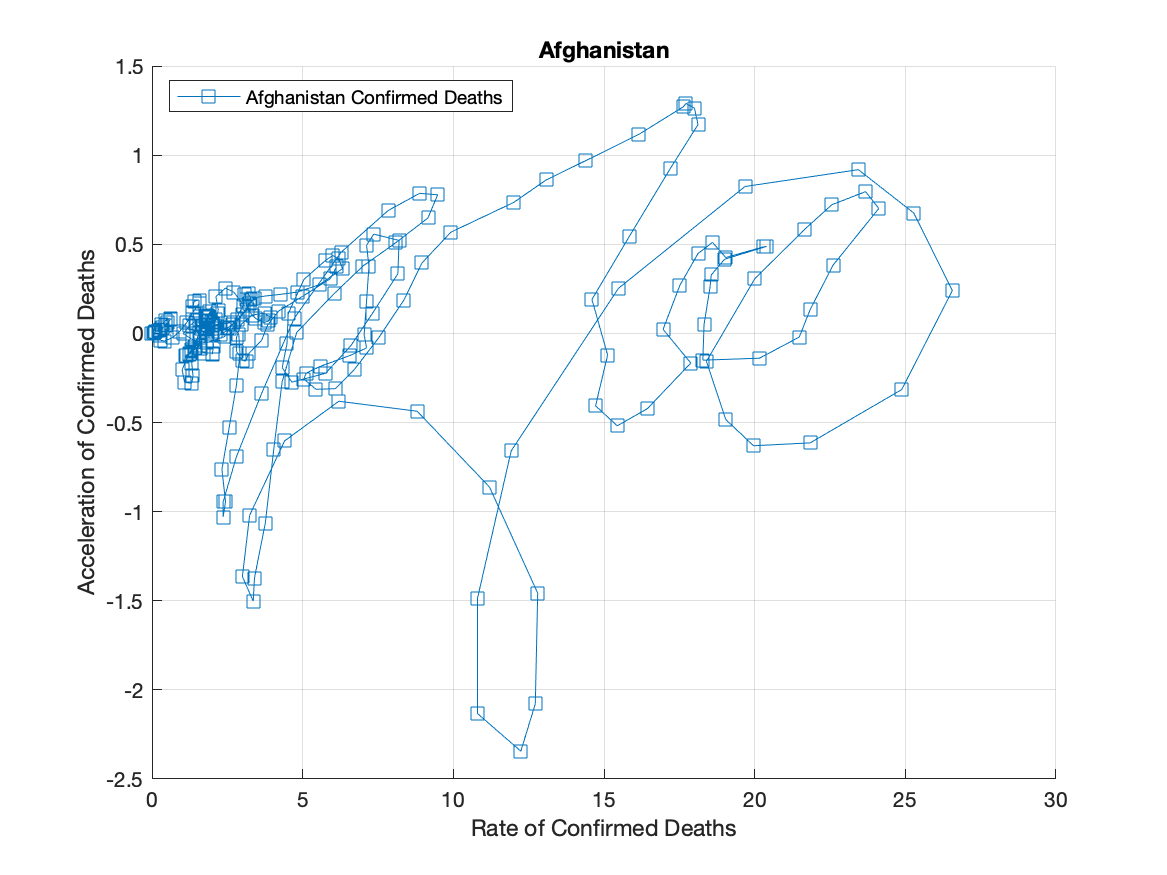 Afghanistan
Afghanistan Confirmed Deaths
Acceleration of Confirmed Deaths
1.5
1
0.5
0
-0.5
-1
-1.5
-2
-2.5
0 5 10 15 20 25 30
Rate of Confirmed Deaths